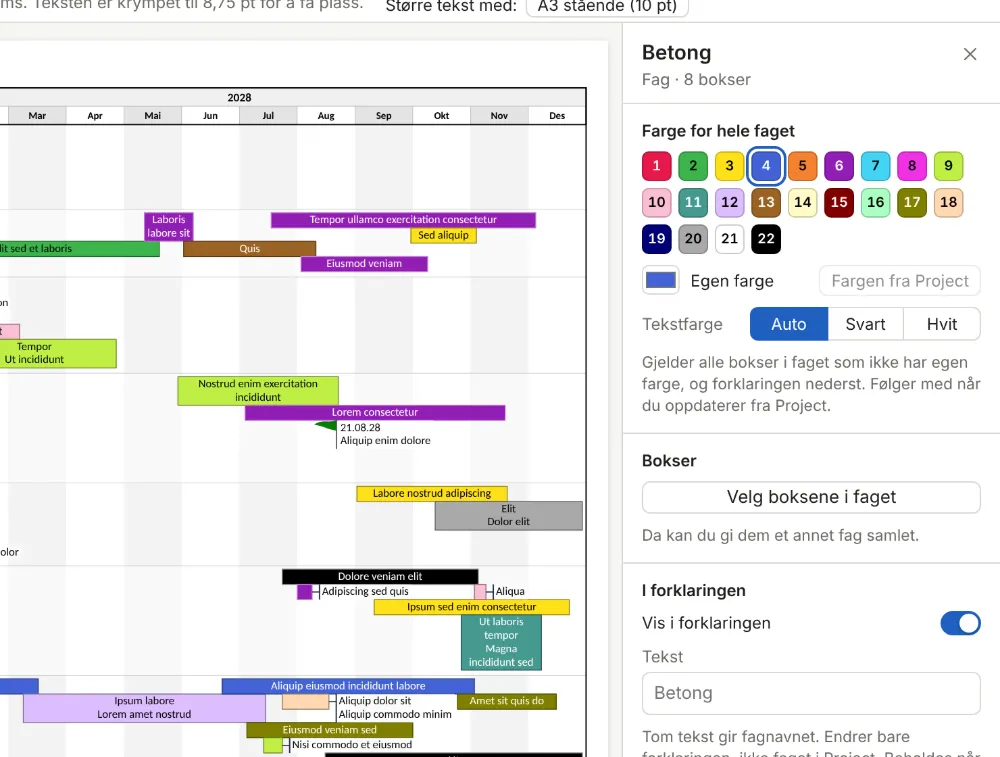 ms. Teksten er krympet til 8,75 pt for å få plass.
Større tekst med:
A3 stående (10 pt)
2028
Mar Apr Mai Jun Jul Aug Sep Okt Nov Des
Laboris
labore sit
Tempor ullamco exercitation consectetur
Sed aliquip
lit sed et laboris
Quis
Eiusmod veniam
on
t
Tempor
Ut incididunt
Nostrud enim exercitation
incididunt
Lorem consectetur
21.08.28
Aliquip enim dolore
Labore nostrud adipiscing
Elit
Dolor elit
olor
Dolore veniam elit
Adipiscing sed quis
Aliqua
Ipsum sed enim consectetur
Ut laboris
tempor
Magna
incididunt sed
Aliquip eiusmod incididunt labore
Ipsum labore
Lorem amet nostrud
Aliquip dolor sit
Aliquip commodo minim
Amet sit quis do
Eiusmod veniam sed
Nisi commodo et eiusmod
Betong
Fag · 8 bokser
Farge for hele faget
1 2 3 4 5 6 7 8 9
10 11 12 13 14 15 16 17 18
19 20 21 22
Egen farge
Fargen fra Project
Tekstfarge
Auto
Svart
Hvit
Gjelder alle bokser i faget som ikke har egen
farge, og forklaringen nederst. Følger med når
du oppdaterer fra Project.
Bokser
Velg boksene i faget
Da kan du gi dem et annet fag samlet.
I forklaringen
Vis i forklaringen
Tekst
Betong
Tom tekst gir fagnavnet. Endrer bare
forklaringen, ikke faget i Project. Beholdes når